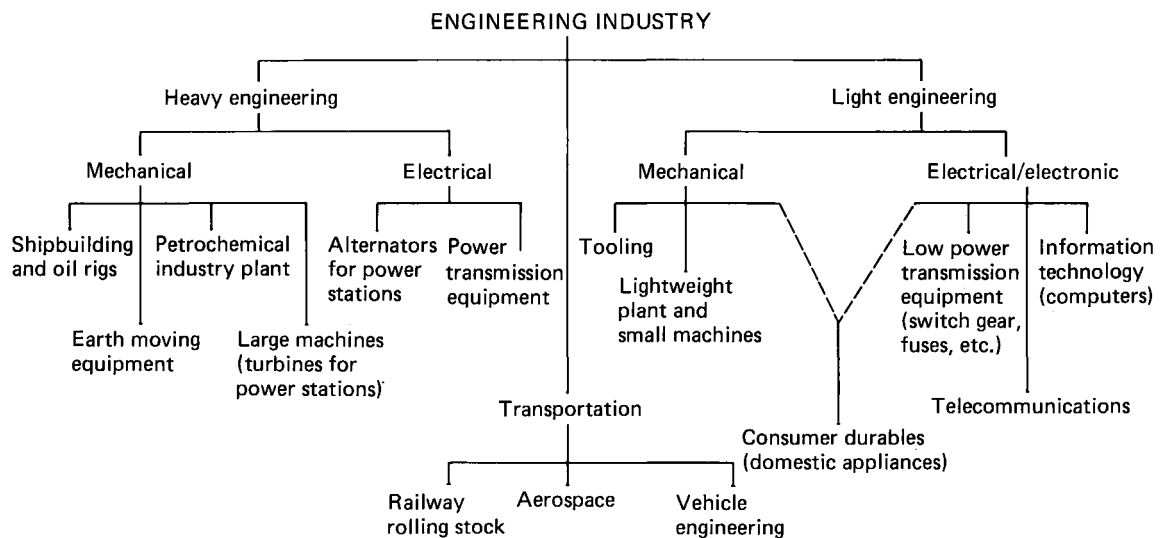 ENGINEERING INDUSTRY
Heavy engineering
Light engineering
Mechanical
Electrical
Mechanical
Electrical/electronic
Shipbuilding
and oil rigs
Petrochemical
industry plant
Alternators
for power
stations
Power
transmission
equipment
Tooling
Low power
transmission
equipment
(switch gear,
fuses, etc.)
Information
technology
(computers)
Lightweight
plant and
small machines
Earth moving
equipment
Large machines
(turbines for
power stations)
Transportation
Telecommunications
Consumer durables
(domestic appliances)
Railway
rolling stock
Aerospace
Vehicle
engineering